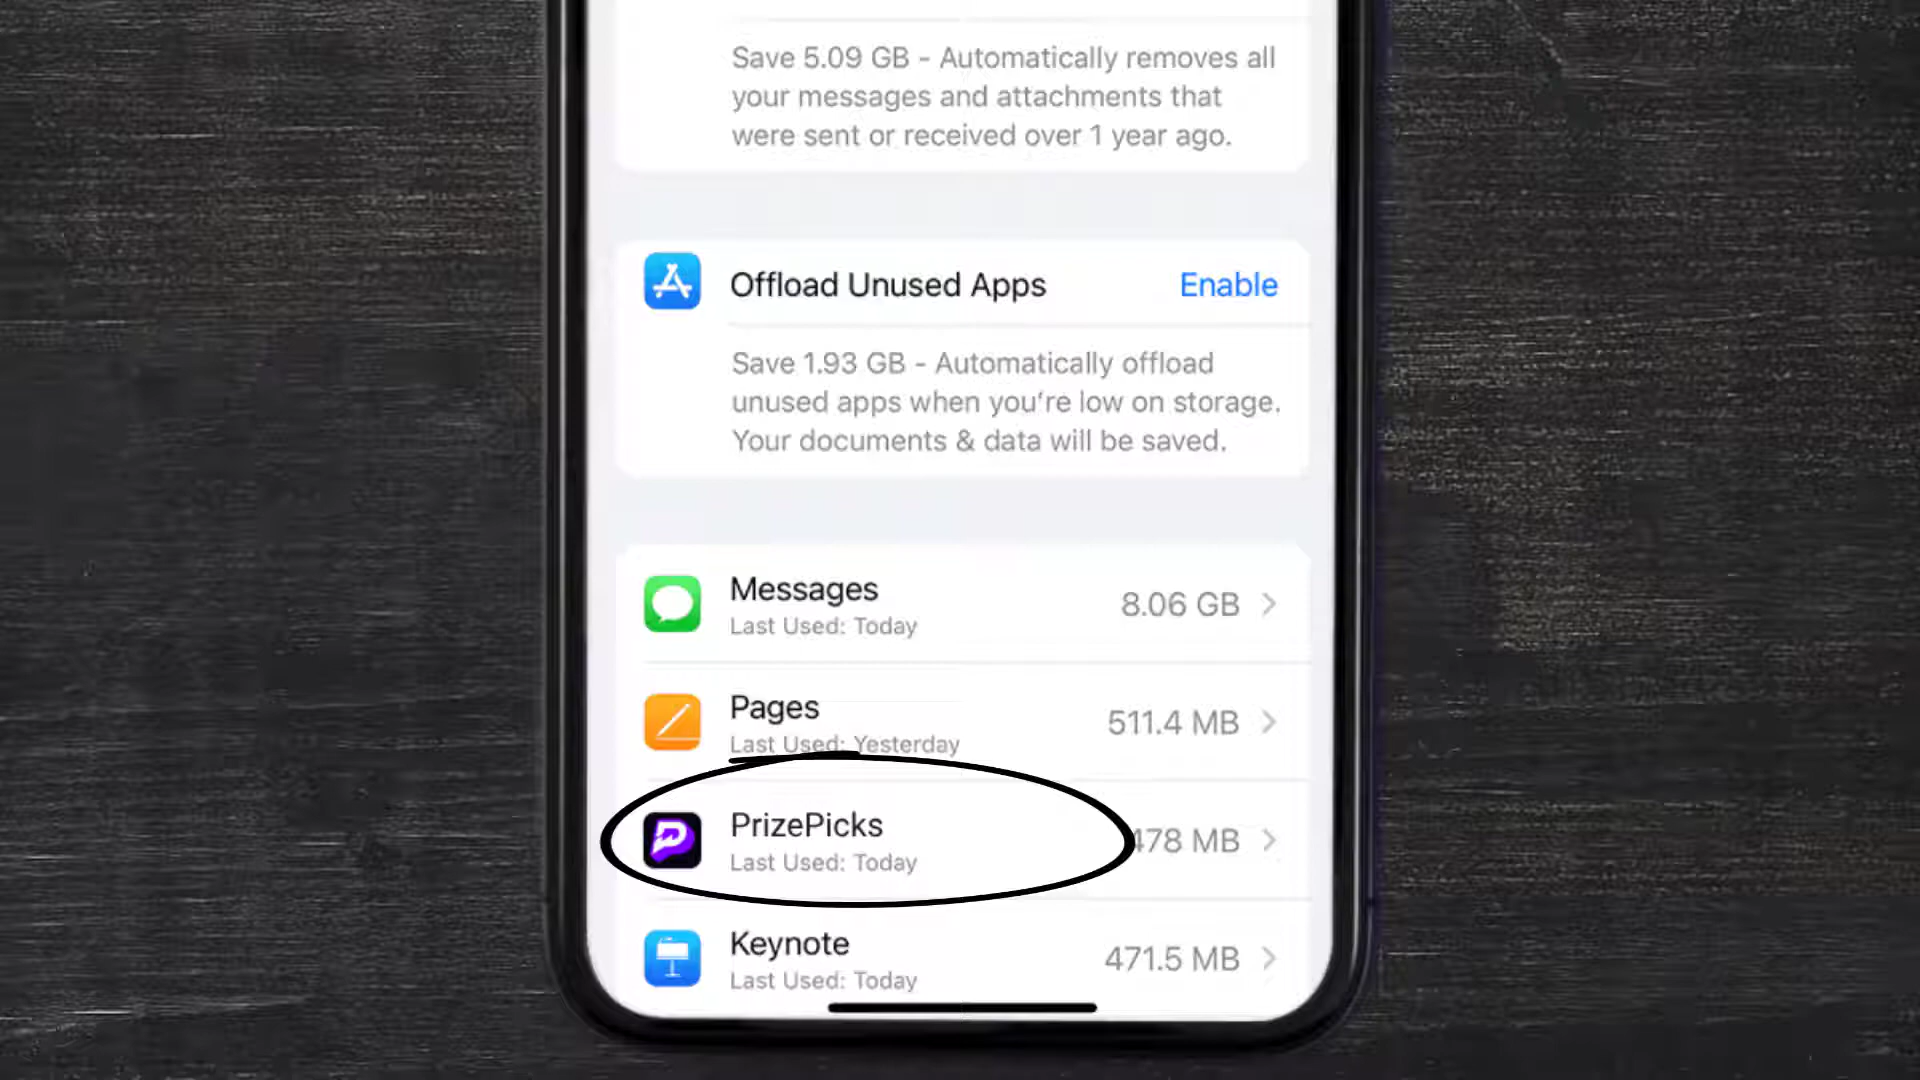 Save 5.09 GB - Automatically removes all
your messages and attachments that
were sent or received over 1 year ago.
Offload Unused Apps Enable
Save 1.93 GB - Automatically offload
unused apps when you're low on storage.
Your documents & data will be saved.
Messages
8.06 GB
Last Used: Today
Pages
511.4 MB
Last Used: Yesterday
PrizePicks
478 MB
Last Used: Today
Keynote
471.5 MB
Last Used: Today